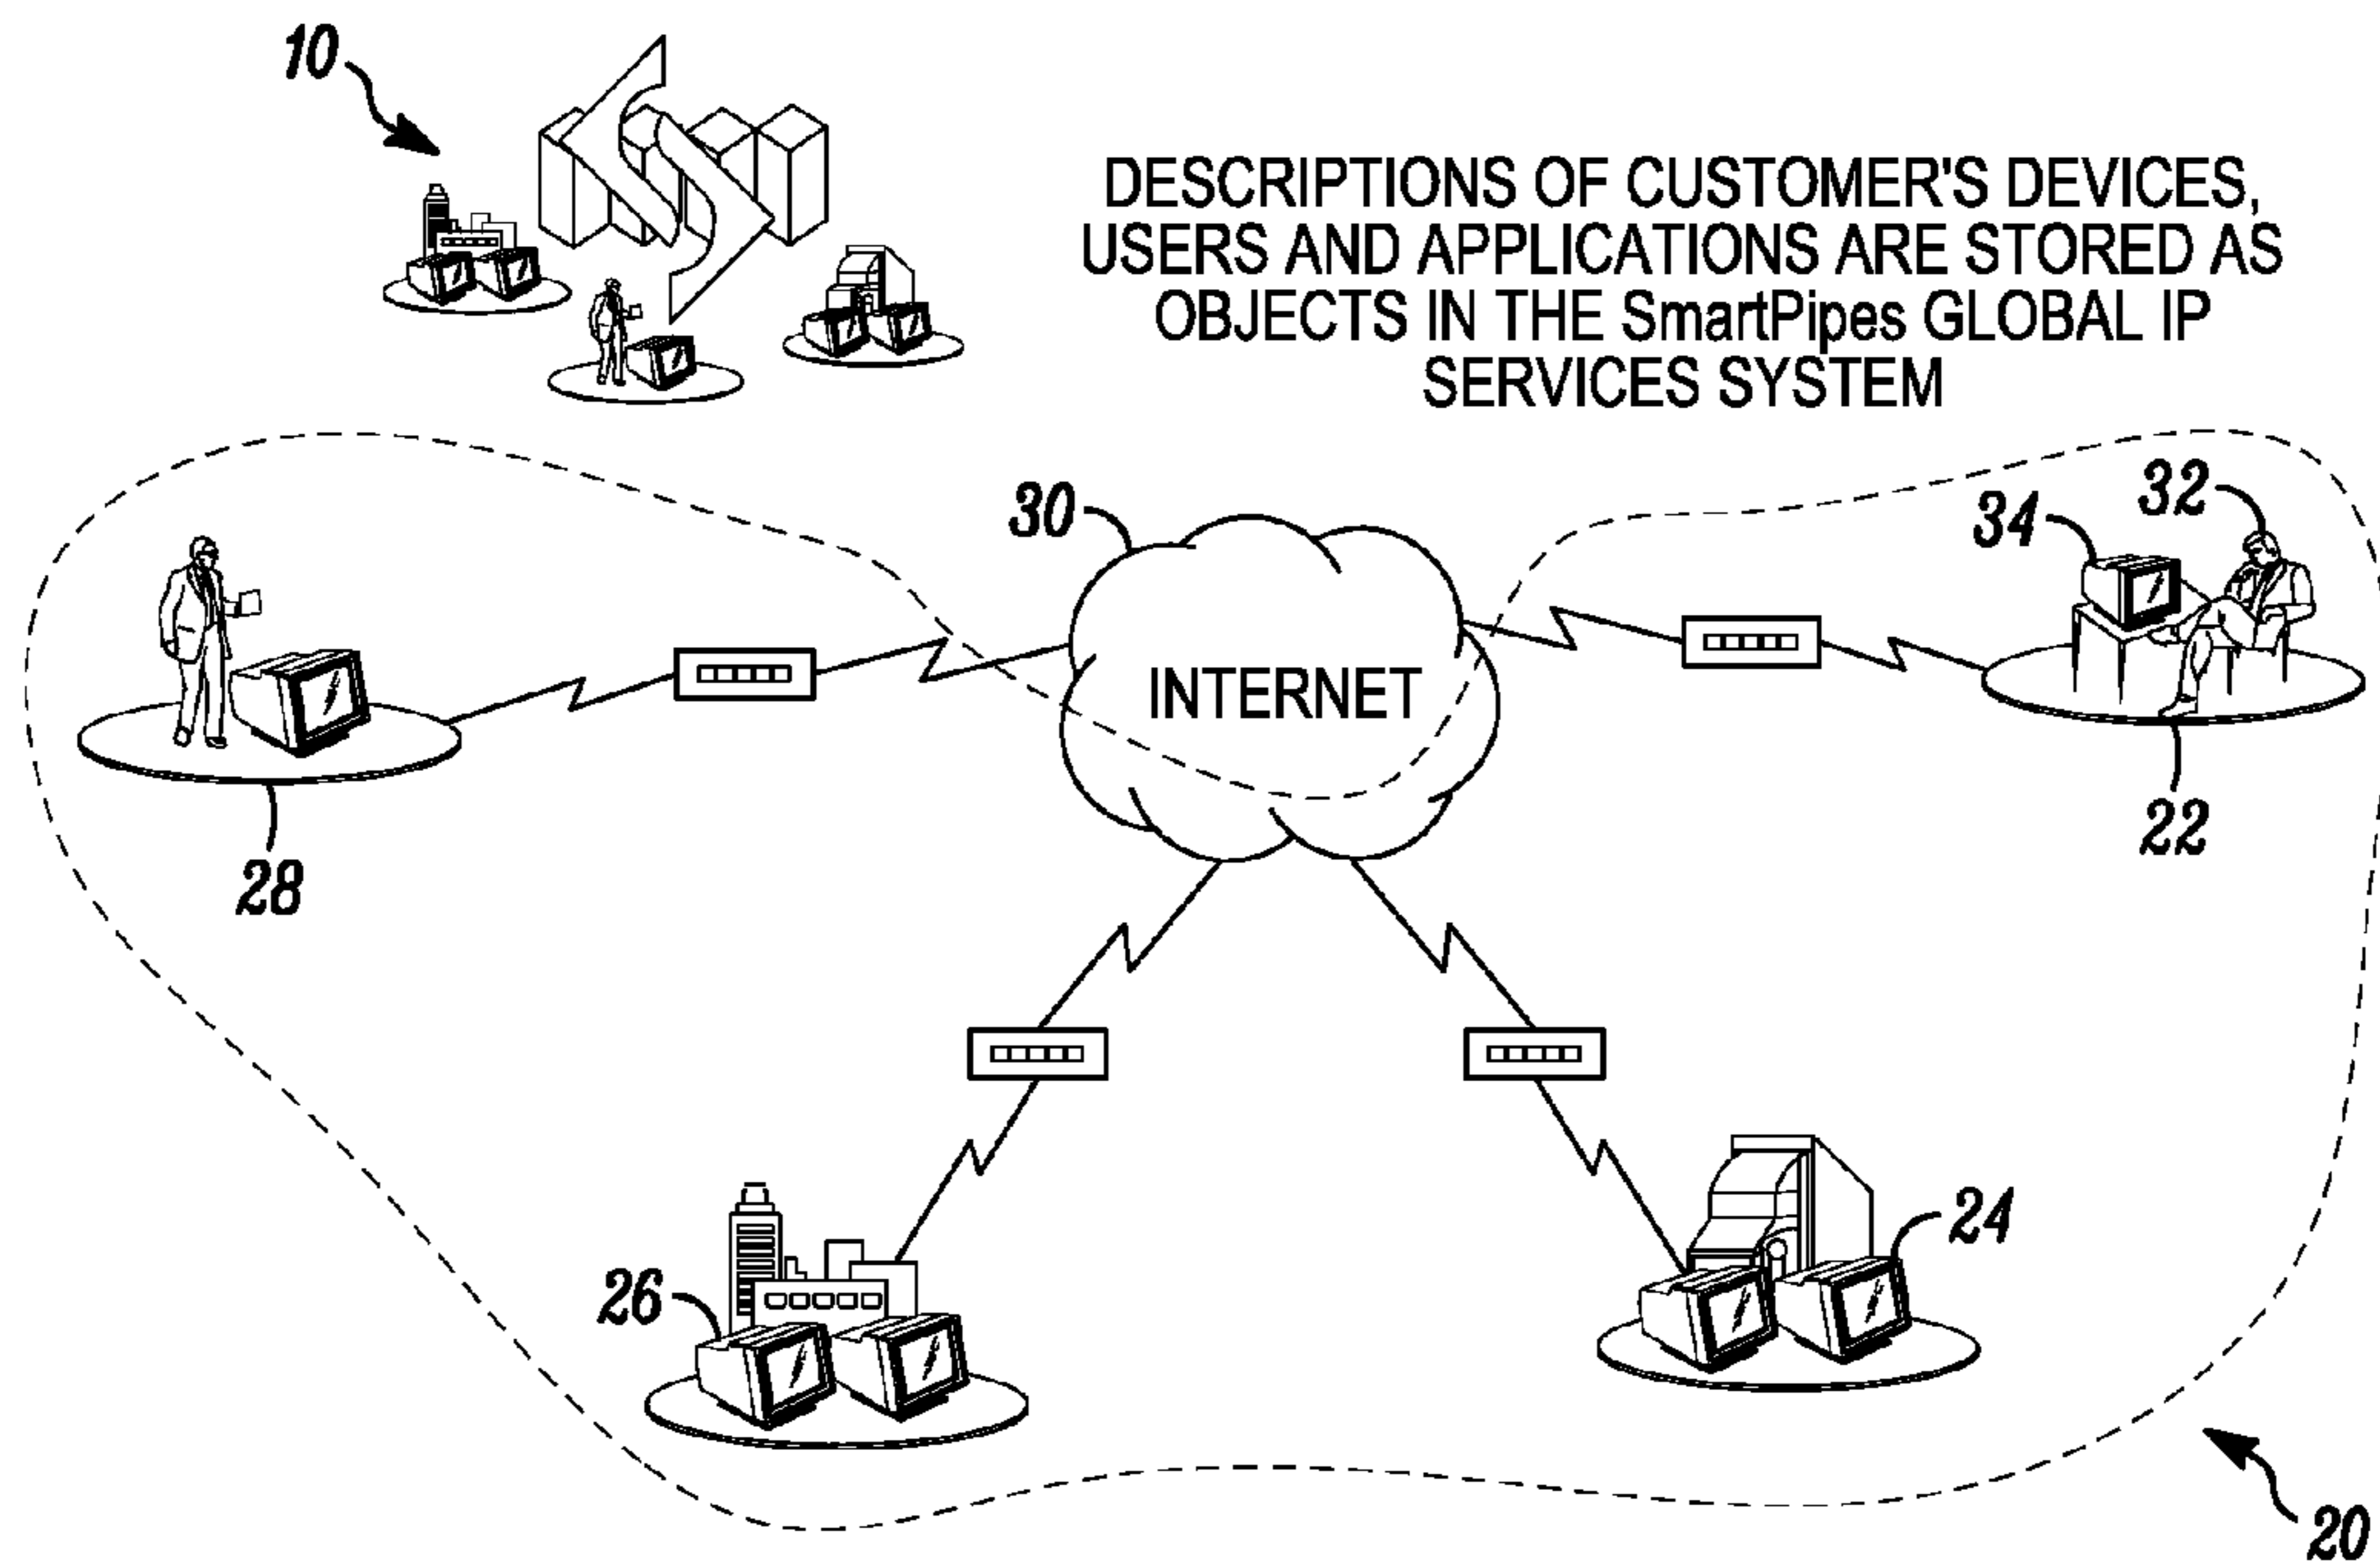 10
DESCRIPTIONS OF CUSTOMER'S DEVICES,
USERS AND APPLICATIONS ARE STORED AS
OBJECTS IN THE SmartPipes GLOBAL IP
SERVICES SYSTEM
30
34
32
INTERNET
28
22
26
24
20